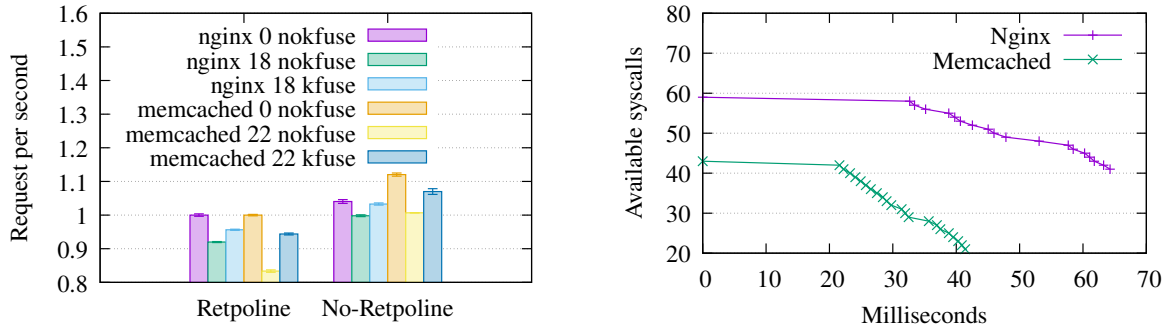 1.6
1.5
1.4
1.3
1.2
1.1
1
0.9
0.8
Request per second
nginx 0 nokfuse
nginx 18 nokfuse
nginx 18 kfuse
memcached 0 nokfuse
memcached 22 nokfuse
memcached 22 kfuse
Retpoline No-Retpoline
80
70
60
50
40
30
20
Available syscalls
Nginx
Memcached
0 10 20 30 40 50 60 70
Milliseconds